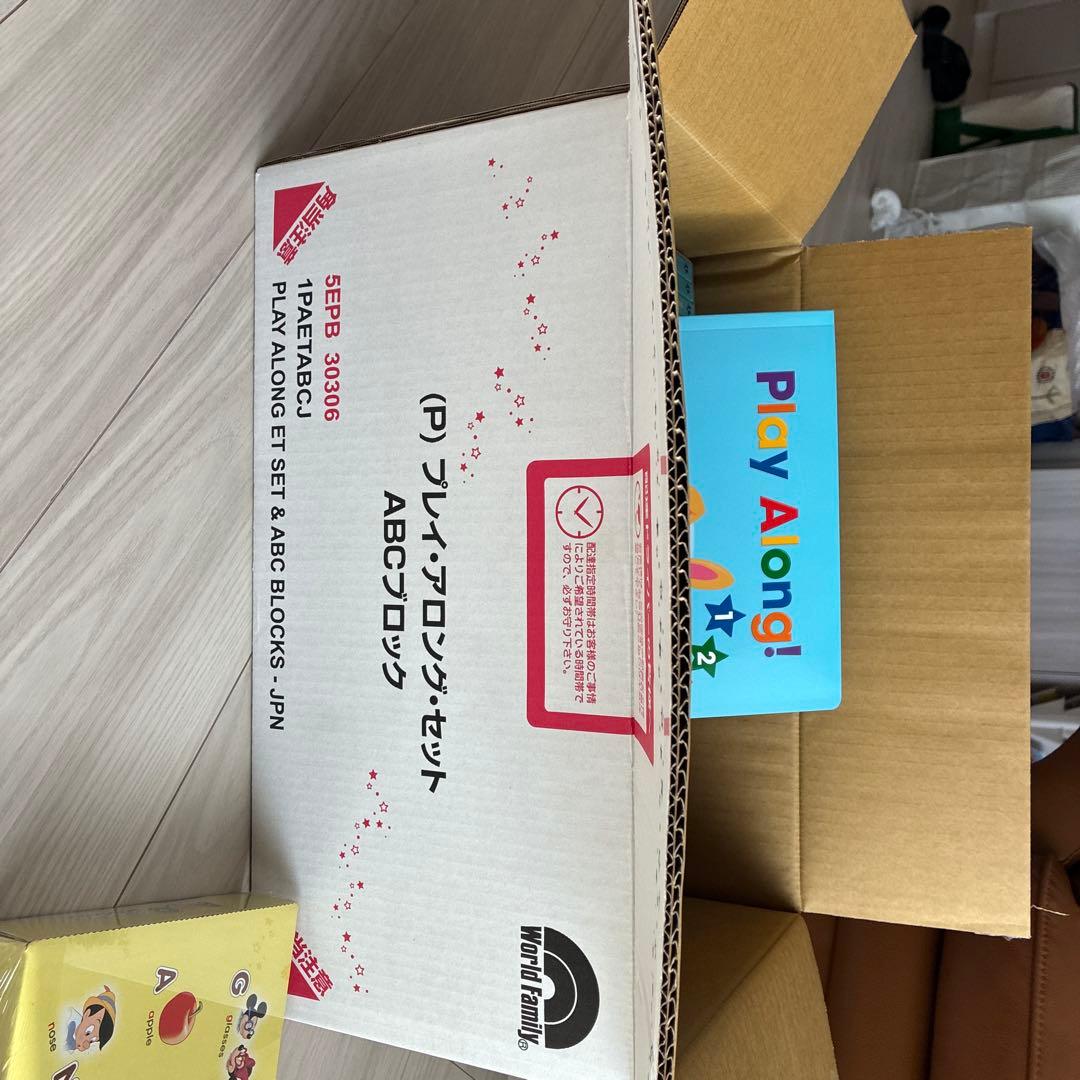 角当注意
5EPB 30306
1PAETABCJ
PLAY ALONG ET SET & ABC BLOCKS - JPN
(P) プレイ・アロング・セット
ABCブロック
配達指定時間帯はお客様のご事情
によりご希望されている時間帯で
すので、必ずお守り下さい。
World Family®
当注意
Play Along!
1
2
G
glasses
A
apple
nose